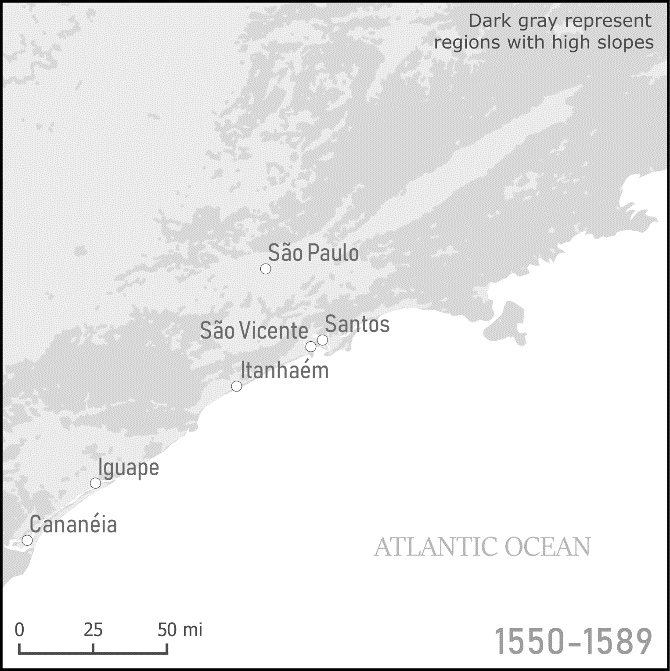 Dark gray represent
regions with high slopes
São Paulo
São Vicente
Santos
Itanhaém
Iguape
Cananéia
ATLANTIC OCEAN
0 25 50 mi
1550-1589